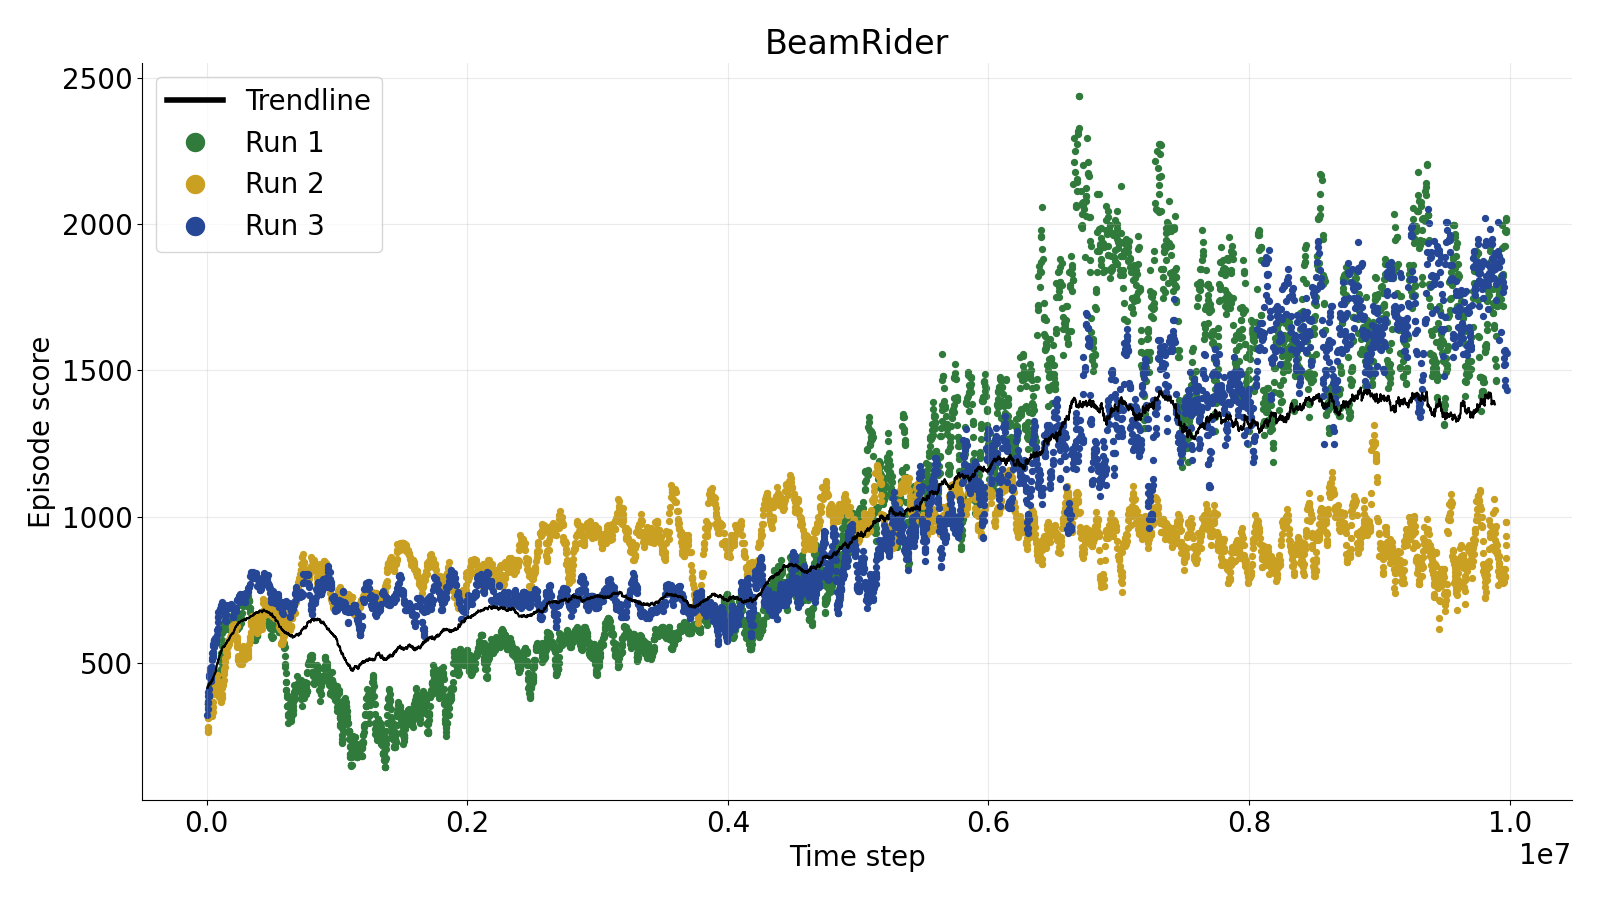 BeamRider
2500
2000
1500
1000
500
Episode score
Trendline
Run 1
Run 2
Run 3
0.0 0.2 0.4 0.6 0.8 1.0
1e7
Time step